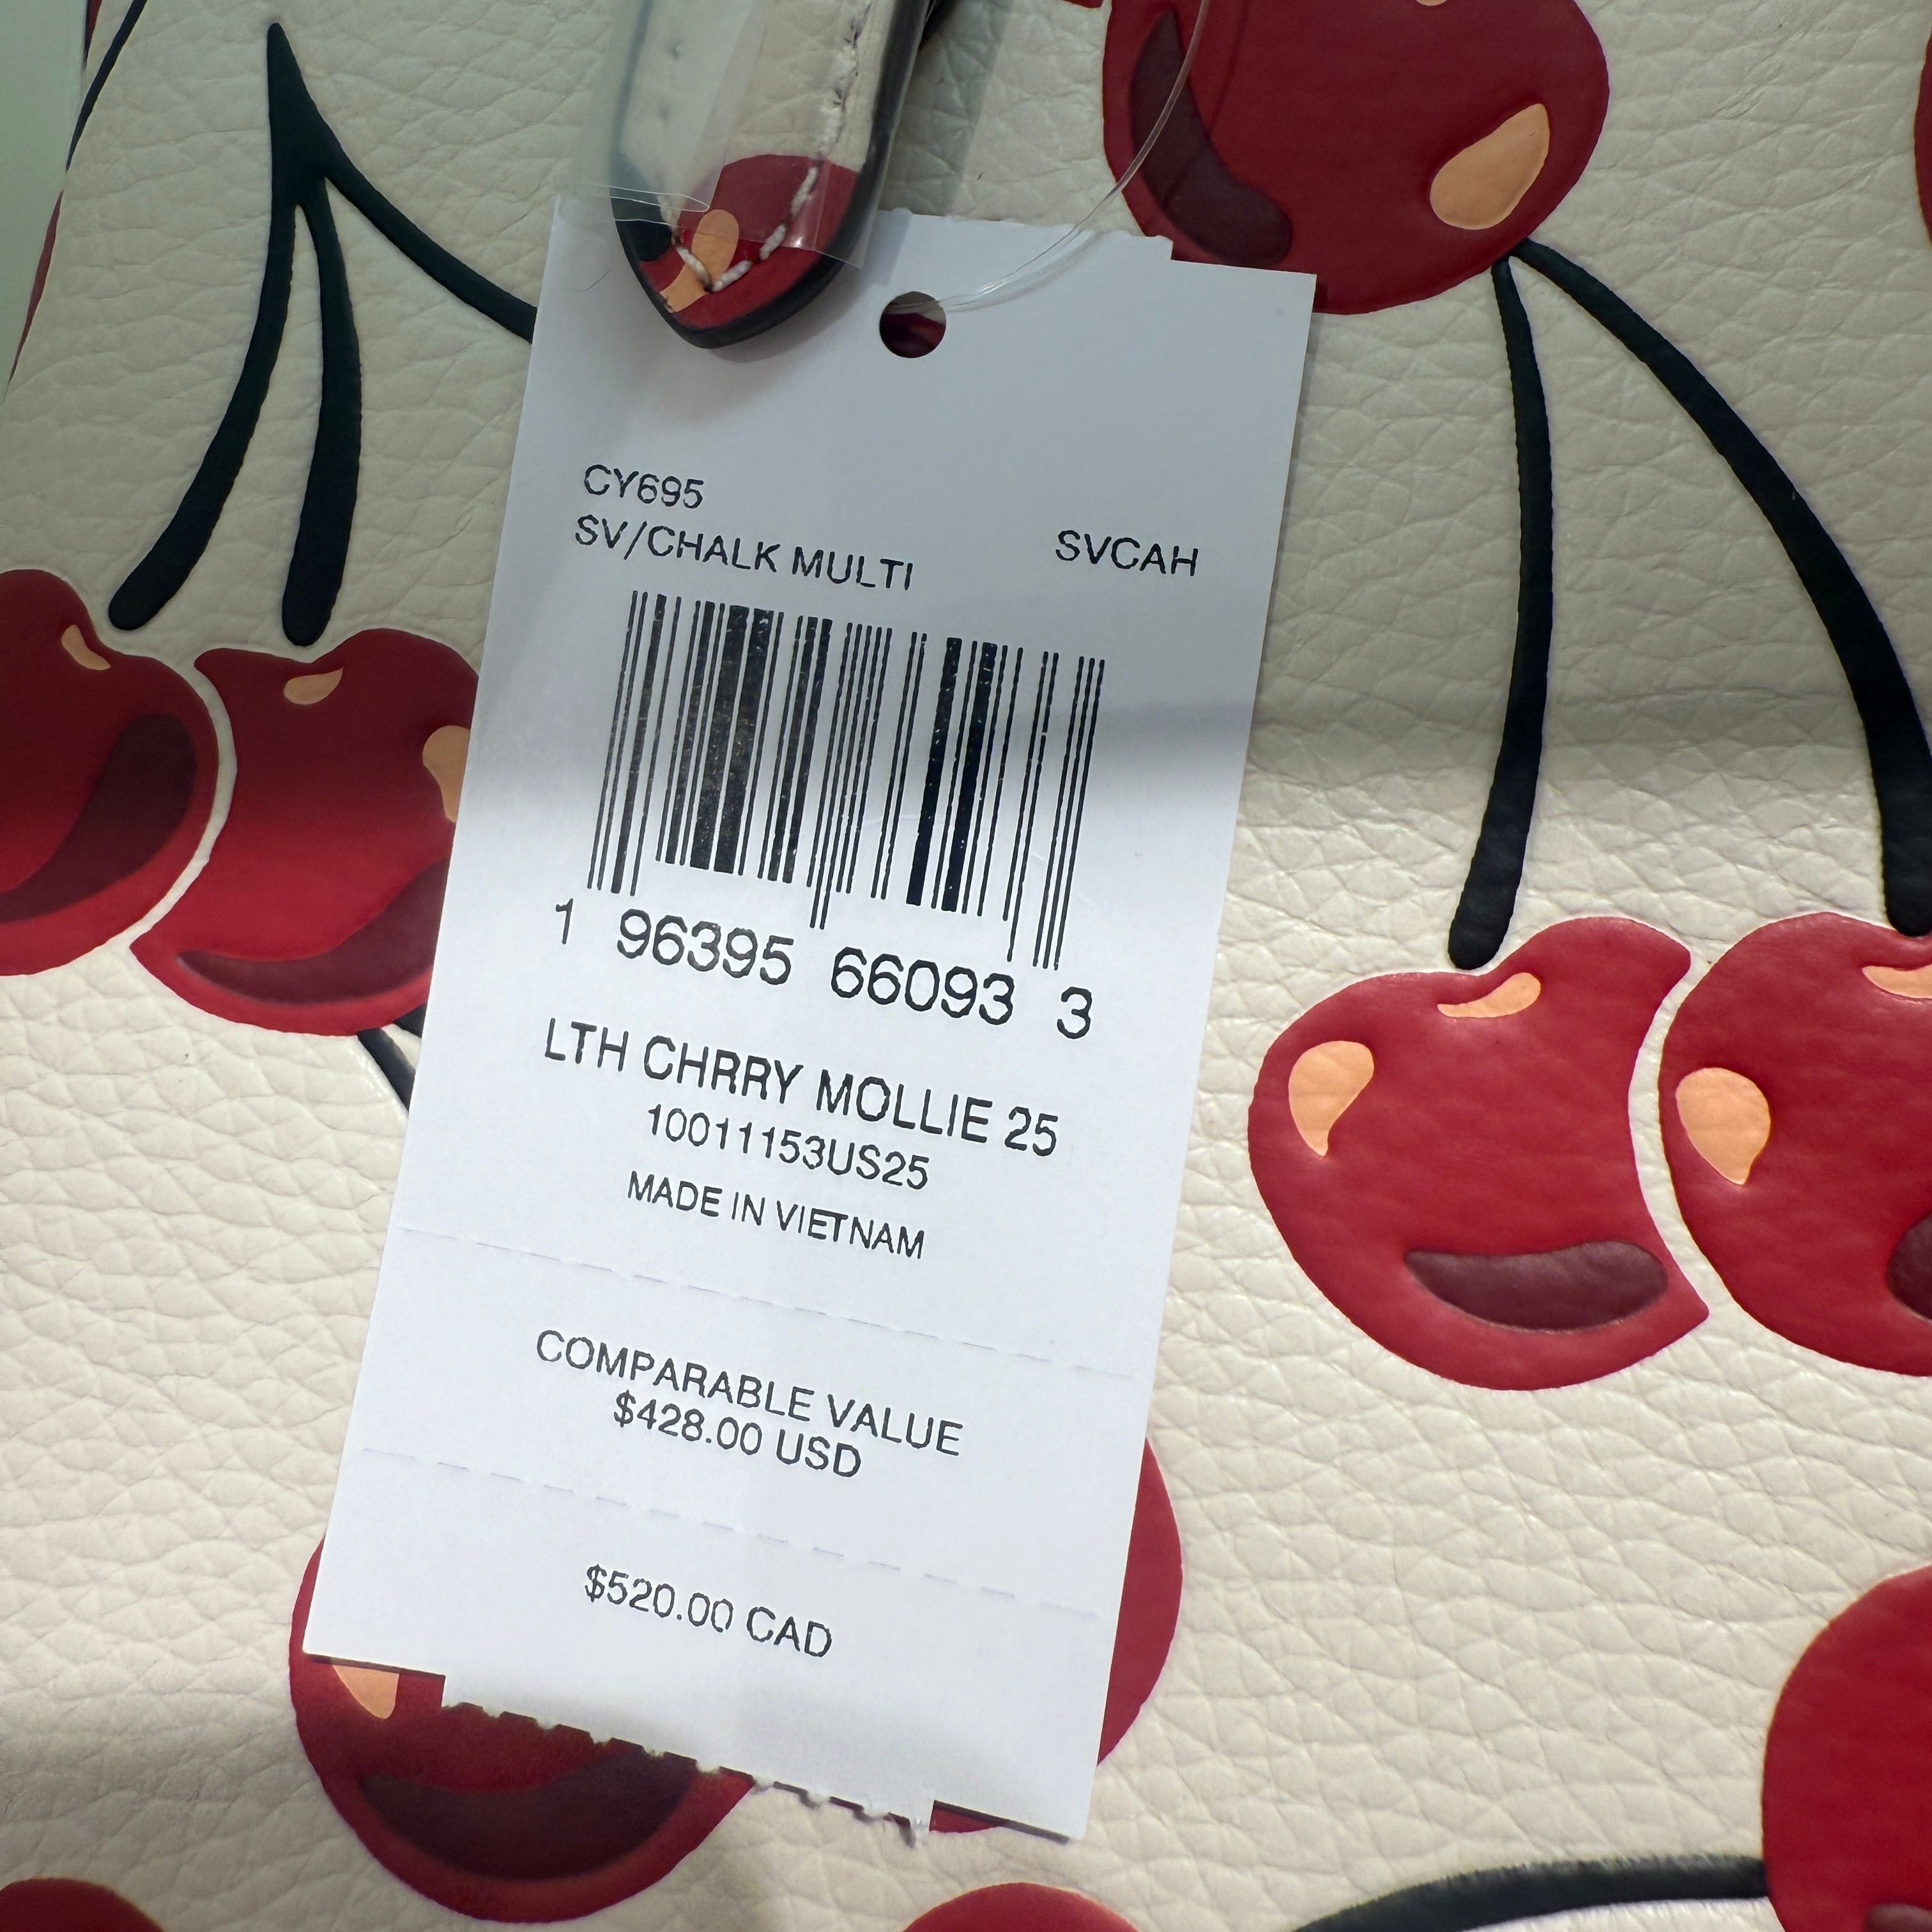 CY695
SV/CHALK MULTI SVCAH
1 96395 66093 3
LTH CHRRY MOLLIE 25
10011153US25
MADE IN VIETNAM
COMPARABLE VALUE
$428.00 USD
$520.00 CAD